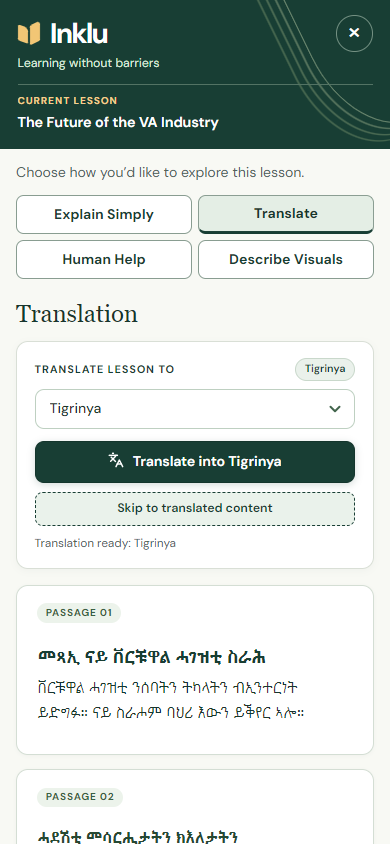 Inklu
Learning without barriers
CURRENT LESSON
The Future of the VA Industry
Choose how you'd like to explore this lesson.
Explain Simply
Translate
Human Help
Describe Visuals
Translation
TRANSLATE LESSON TO
Tigrinya
Tigrinya
Translate into Tigrinya
Skip to translated content
Translation ready: Tigrinya
PASSAGE 01
መጻኢ ናይ ቨርቹዋል ሓገዝቲ ስራሕ
ቨርቹዋል ሓገዝቲ ንሰባትን ትካላትን ብኢንተርነት
ይድግፉ። ናይ ስራሖም ባህሪ እውን ይቕየር ኣሎ።
PASSAGE 02
ሓደሽቲ መሳርሒታትን ክእለታትን